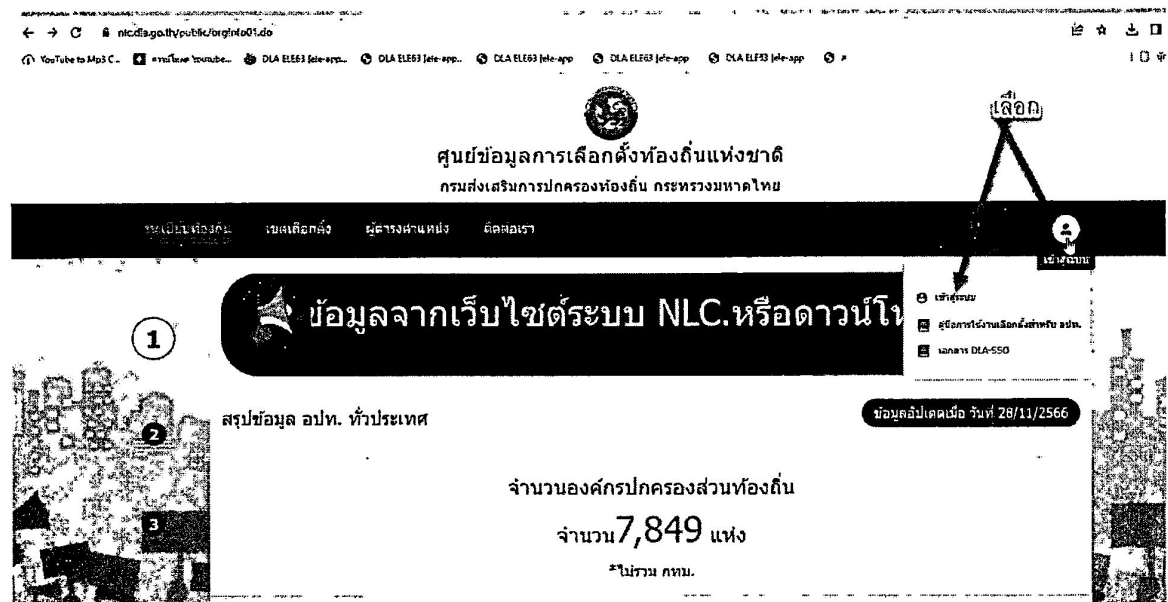 nlc.dla.go.th/public/orginfo01.do
YouTube to Mp3 C... DLA ELE63 [ele-app... DLA ELE63 [ele-app... DLA ELE63 [ele-app DLA ELE63 [ele-app DLA ELE63 [ele-app
เลือก
ศูนย์ข้อมูลการเลือกตั้งท้องถิ่นแห่งชาติ
กรมส่งเสริมการปกครองท้องถิ่น กระทรวงมหาดไทย
เขตเลือกตั้ง ผู้ดำรงตำแหน่ง ติดต่อเรา
เข้าสู่ระบบ
เข้าสู่ระบบ
คู่มือการใช้งานเลือกตั้งสำหรับ อปท.
เอกสาร DLA-SSO
ข้อมูลจากเว็บไซต์ระบบ NLC.หรือดาวน์โห
1
2
3
สรุปข้อมูล อปท. ทั่วประเทศ
ข้อมูลอัปเดตเมื่อ วันที่ 28/11/2566
จำนวนองค์กรปกครองส่วนท้องถิ่น
จำนวน 7,849 แห่ง
*ไม่รวม กทม.